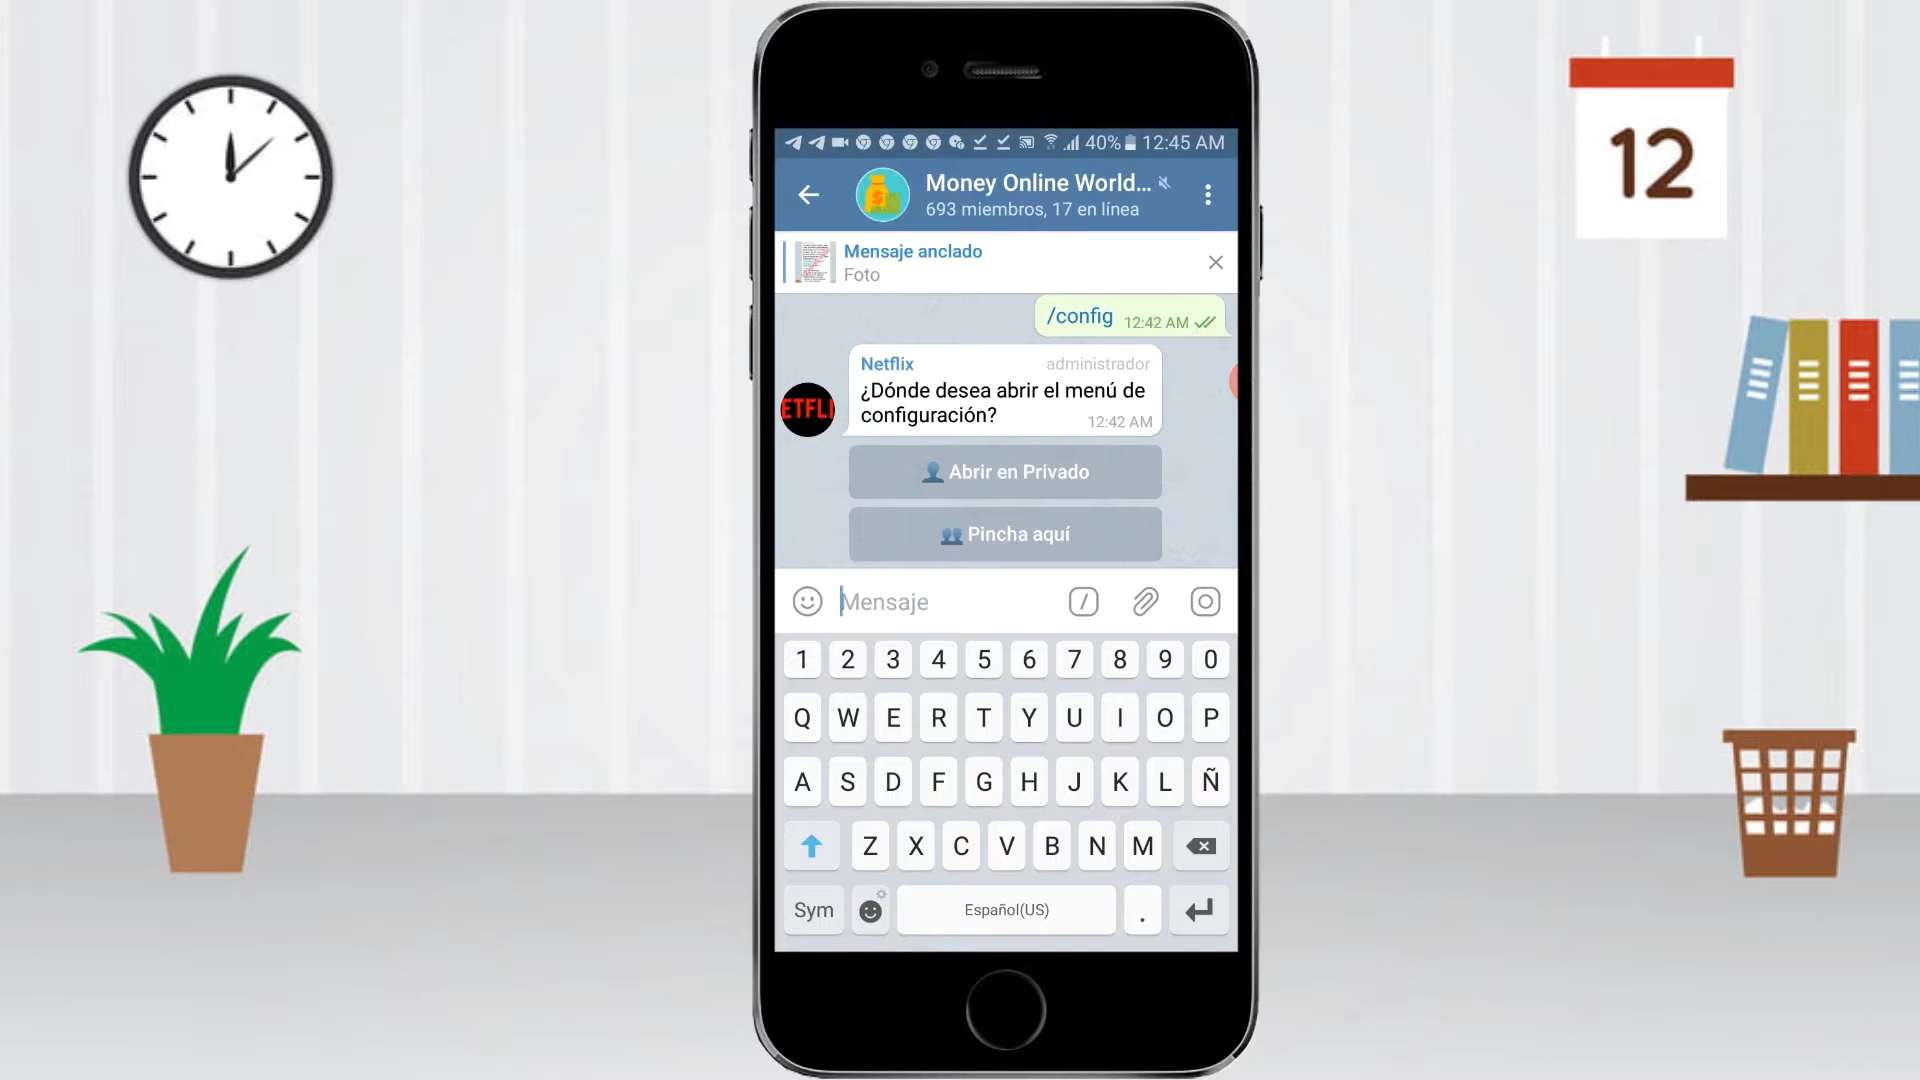 40% 12:45 AM
Money Online World...
693 miembros, 17 en línea
Mensaje anclado
Foto
/config 12:42 AM
Netflix administrador
¿Dónde desea abrir el menú de
configuración?
12:42 AM
ETFLI
Abrir en Privado
Pincha aquí
Mensaje
1 2 3 4 5 6 7 8 9 0
Q W E R T Y U I O P
A S D F G H J K L Ñ
Z X C V B N M
Sym Español(US) .
12